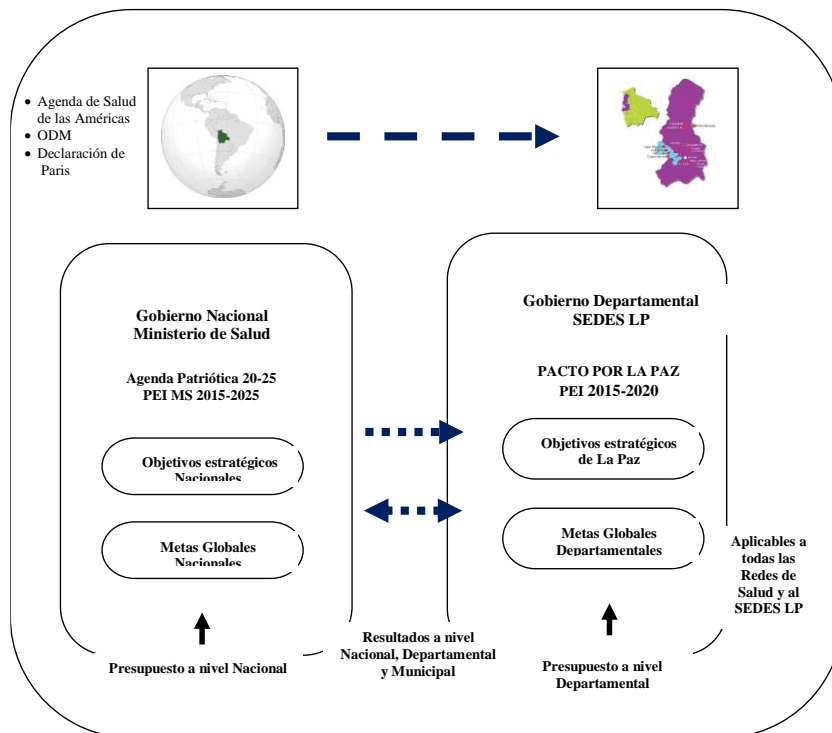 • Agenda de Salud
de las Américas
• ODM
• Declaración de
Paris
Gobierno Nacional
Ministerio de Salud
Agenda Patriótica 20-25
PEI MS 2015-2025
Objetivos estratégicos
Nacionales
Metas Globales
Nacionales
Presupuesto a nivel Nacional
Resultados a nivel
Nacional, Departamental
y Municipal
Gobierno Departamental
SEDES LP
PACTO POR LA PAZ
PEI 2015-2020
Objetivos estratégicos
de La Paz
Metas Globales
Departamentales
Presupuesto a nivel
Departamental
Aplicables a
todas las
Redes de
Salud y al
SEDES LP